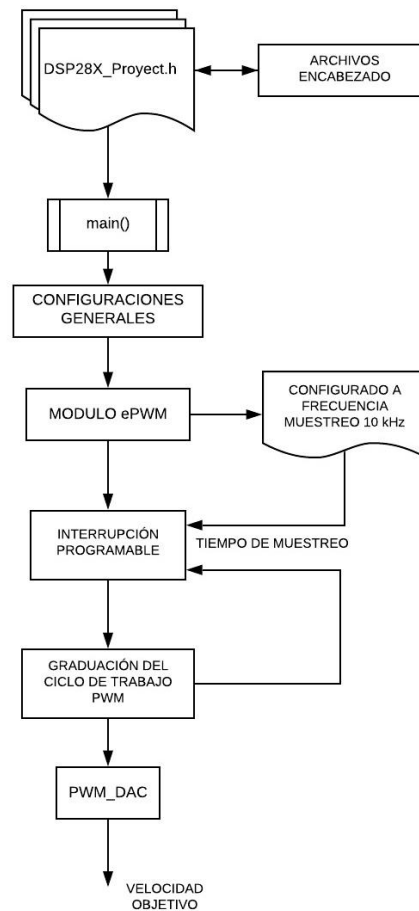 DSP28X_Proyect.h
ARCHIVOS
ENCABEZADO
main()
CONFIGURACIONES
GENERALES
MODULO ePWM
CONFIGURADO A
FRECUENCIA
MUESTREO 10 kHz
INTERRUPCIÓN
PROGRAMABLE
TIEMPO DE MUESTREO
GRADUACIÓN DEL
CICLO DE TRABAJO
PWM
PWM_DAC
VELOCIDAD
OBJETIVO